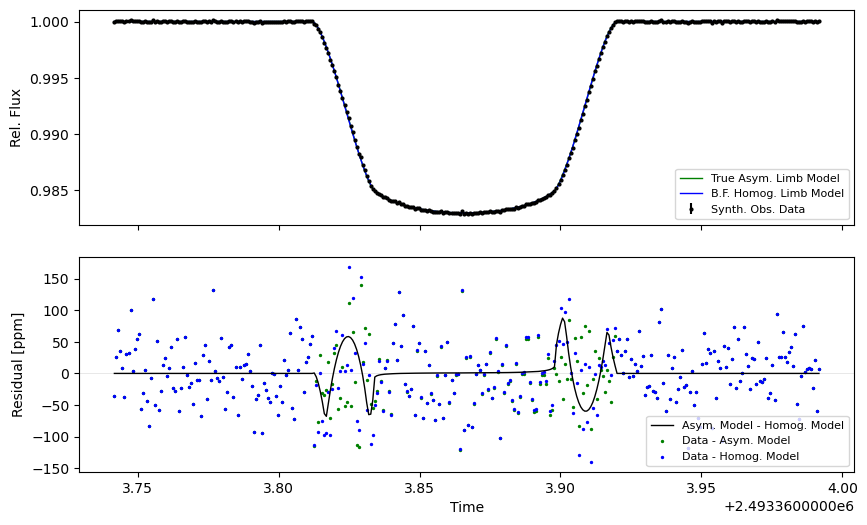 1.000
0.995
0.990
0.985
Rel. Flux
True Asym. Limb Model
B.F. Homog. Limb Model
Synth. Obs. Data
150
100
50
0
−50
−100
−150
Residual [ppm]
Asym. Model - Homog. Model
Data - Asym. Model
Data - Homog. Model
3.75 3.80 3.85 3.90 3.95 4.00
Time
+2.4933600000e6